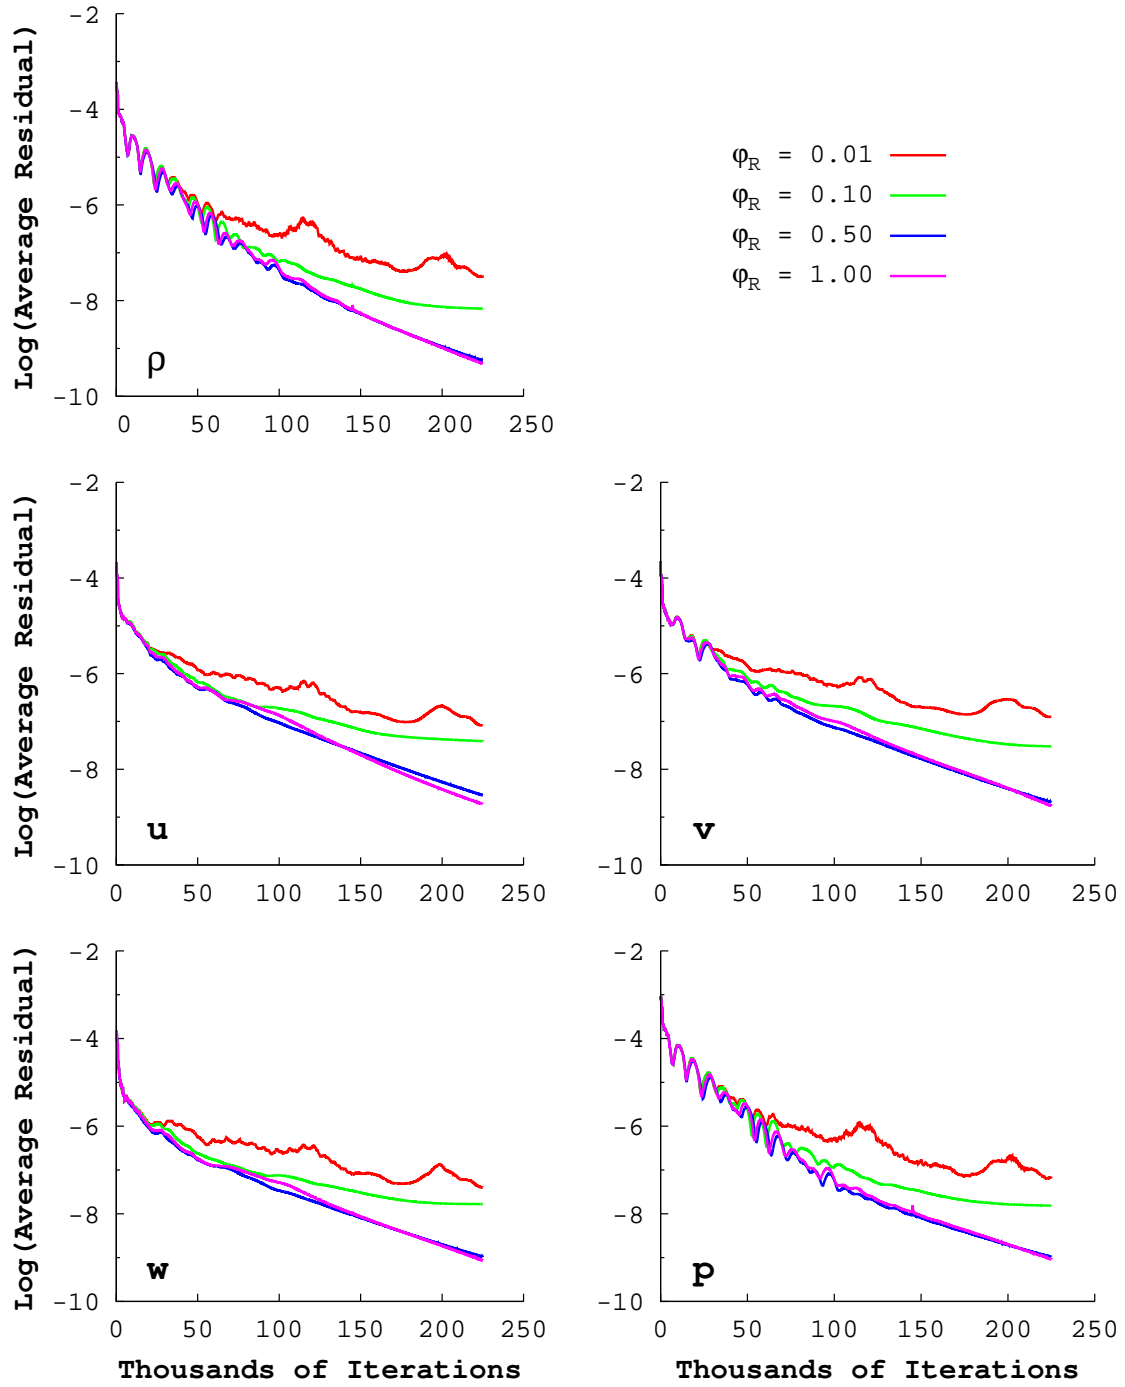 Log(Average Residual)
-2
-4
-6
-8
-10
0 50 100 150 200 250
ρ
φR = 0.01
φR = 0.10
φR = 0.50
φR = 1.00
Log(Average Residual)
-2
-4
-6
-8
-10
0 50 100 150 200 250
u
-2
-4
-6
-8
-10
0 50 100 150 200 250
v
Log(Average Residual)
-2
-4
-6
-8
-10
0 50 100 150 200 250
w
Thousands of Iterations
-2
-4
-6
-8
-10
0 50 100 150 200 250
p
Thousands of Iterations